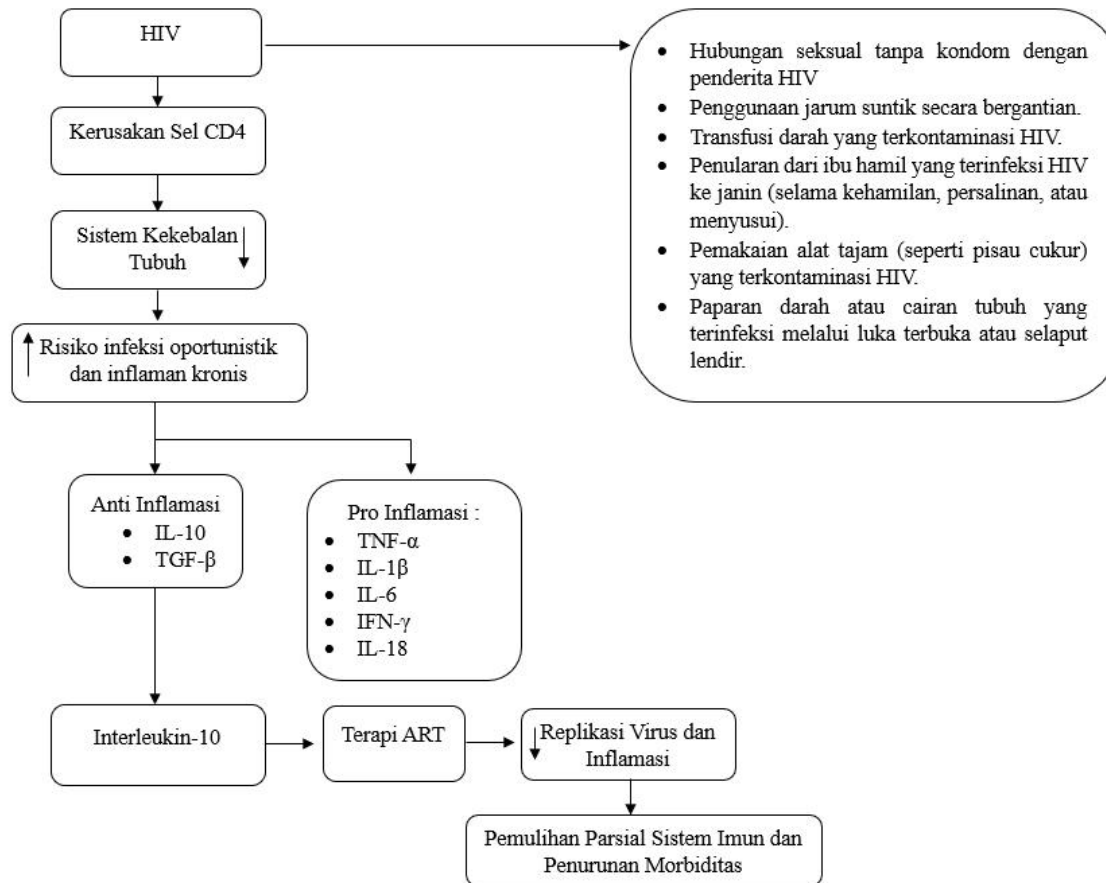 HIV
• Hubungan seksual tanpa kondom dengan
penderita HIV
• Penggunaan jarum suntik secara bergantian.
• Transfusi darah yang terkontaminasi HIV.
• Penularan dari ibu hamil yang terinfeksi HIV
ke janin (selama kehamilan, persalinan, atau
menyusui).
• Pemakaian alat tajam (seperti pisau cukur)
yang terkontaminasi HIV.
• Paparan darah atau cairan tubuh yang
terinfeksi melalui luka terbuka atau selaput
lendir.
Kerusakan Sel CD4
Sistem Kekebalan
Tubuh
Risiko infeksi oportunistik
dan inflaman kronis
Anti Inflamasi
• IL-10
• TGF-β
Pro Inflamasi :
• TNF-α
• IL-1β
• IL-6
• IFN-γ
• IL-18
Interleukin-10
Terapi ART
Replikasi Virus dan
Inflamasi
Pemulihan Parsial Sistem Imun dan
Penurunan Morbiditas